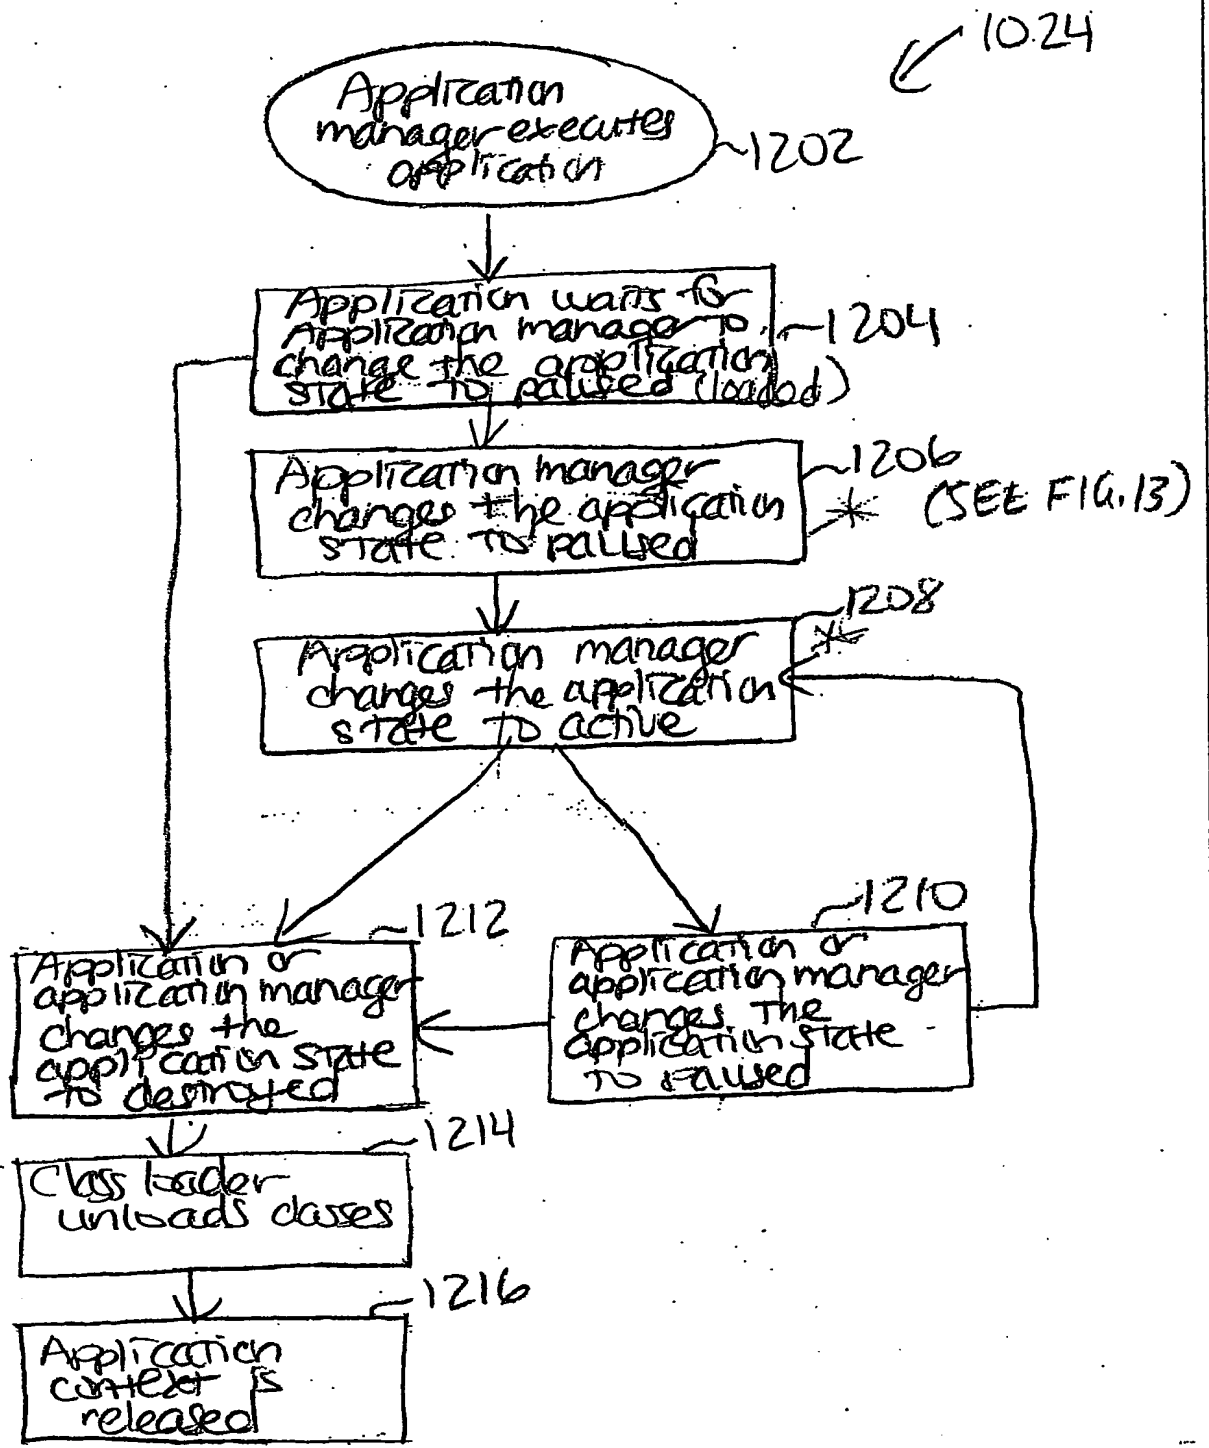 1024
Application
manager executes
application
1202
Application waits for
Application manager to
change the application
state to paused (loaded)
1204
Application manager
changes the application
state to paused
1206
* (SEE FIG. 13)
Application manager
changes the application
state to active
1208
*
Application or
application manager
changes the
application state
to destroyed
1212
Application or
application manager
changes the
application state
to paused
1210
Class loader
unloads classes
1214
Application
context is
released
1216